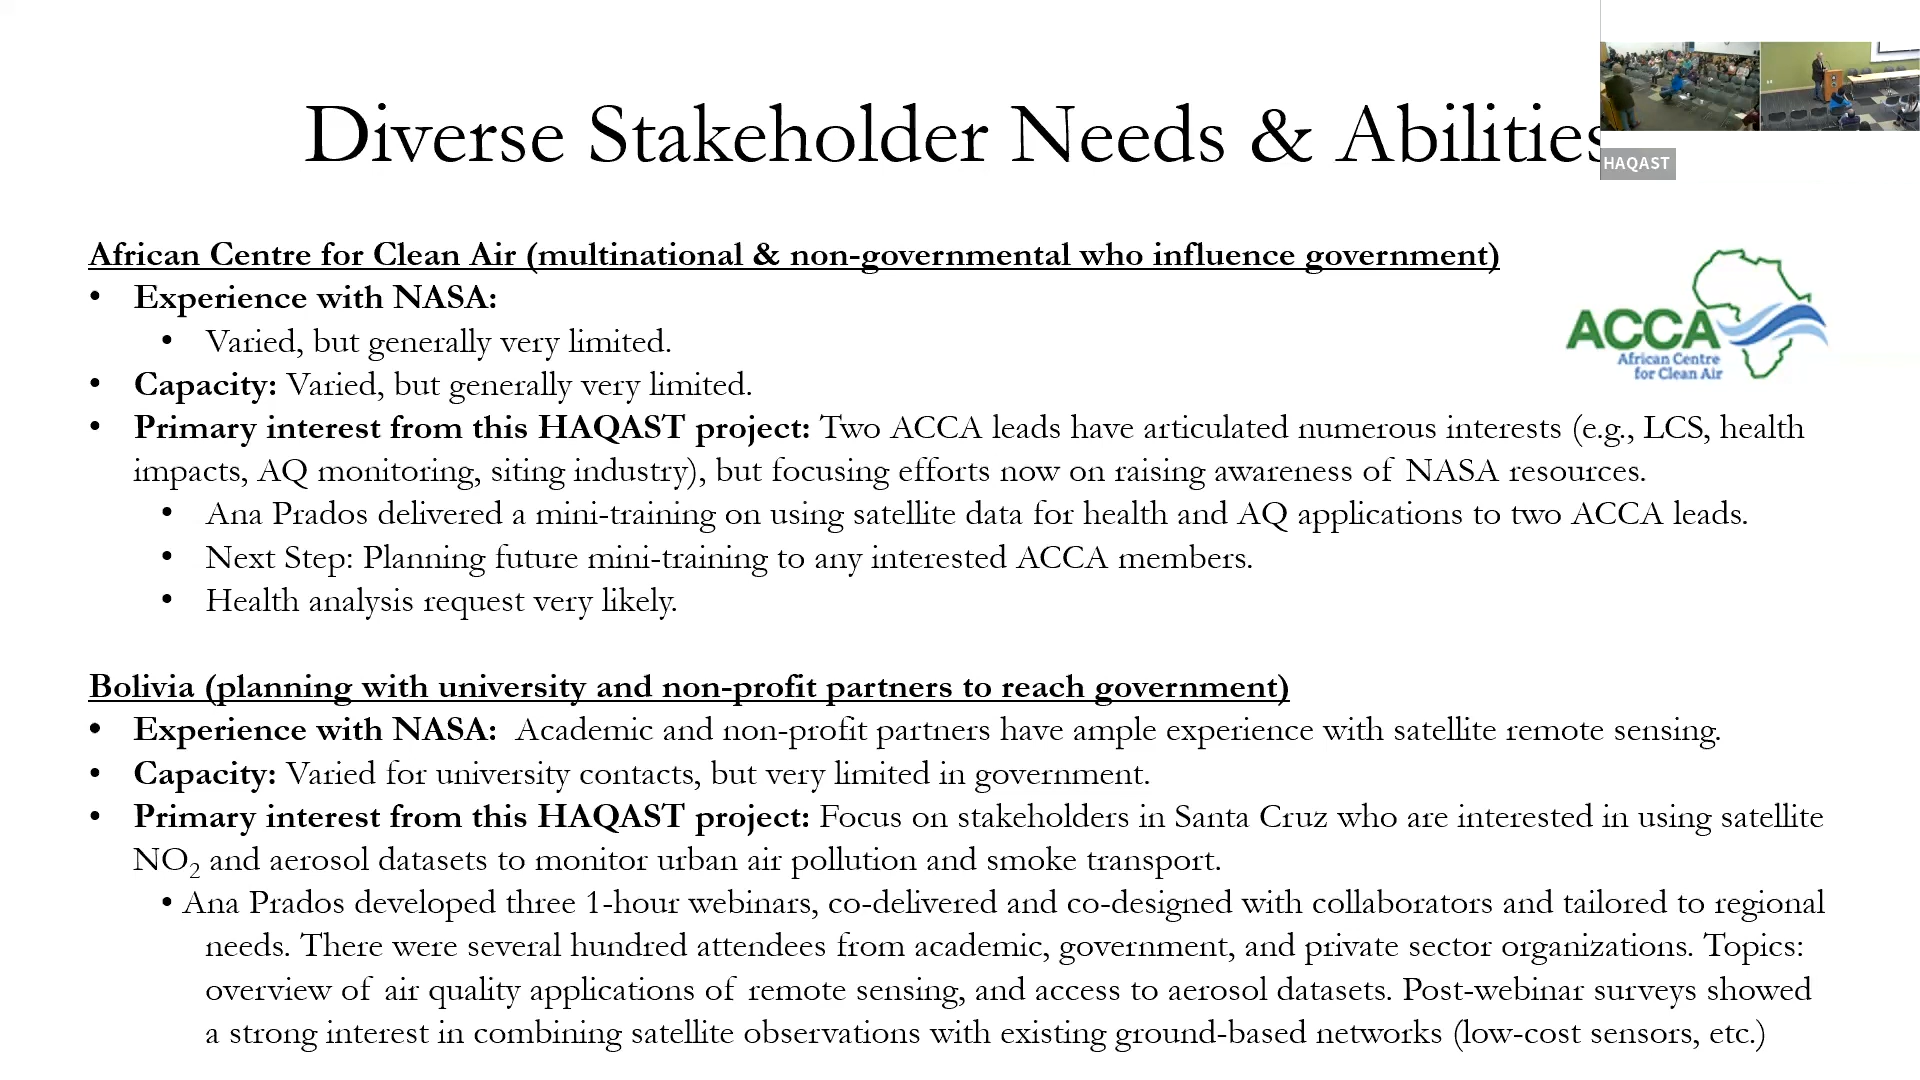 Diverse Stakeholder Needs & Abilities
HAQAST
African Centre for Clean Air (multinational & non-governmental who influence government)
• Experience with NASA:
• Varied, but generally very limited.
• Capacity: Varied, but generally very limited.
• Primary interest from this HAQAST project: Two ACCA leads have articulated numerous interests (e.g., LCS, health
impacts, AQ monitoring, siting industry), but focusing efforts now on raising awareness of NASA resources.
• Ana Prados delivered a mini-training on using satellite data for health and AQ applications to two ACCA leads.
• Next Step: Planning future mini-training to any interested ACCA members.
• Health analysis request very likely.
ACCA
African Centre
for Clean Air
Bolivia (planning with university and non-profit partners to reach government)
• Experience with NASA: Academic and non-profit partners have ample experience with satellite remote sensing.
• Capacity: Varied for university contacts, but very limited in government.
• Primary interest from this HAQAST project: Focus on stakeholders in Santa Cruz who are interested in using satellite
NO₂ and aerosol datasets to monitor urban air pollution and smoke transport.
• Ana Prados developed three 1-hour webinars, co-delivered and co-designed with collaborators and tailored to regional
needs. There were several hundred attendees from academic, government, and private sector organizations. Topics:
overview of air quality applications of remote sensing, and access to aerosol datasets. Post-webinar surveys showed
a strong interest in combining satellite observations with existing ground-based networks (low-cost sensors, etc.)